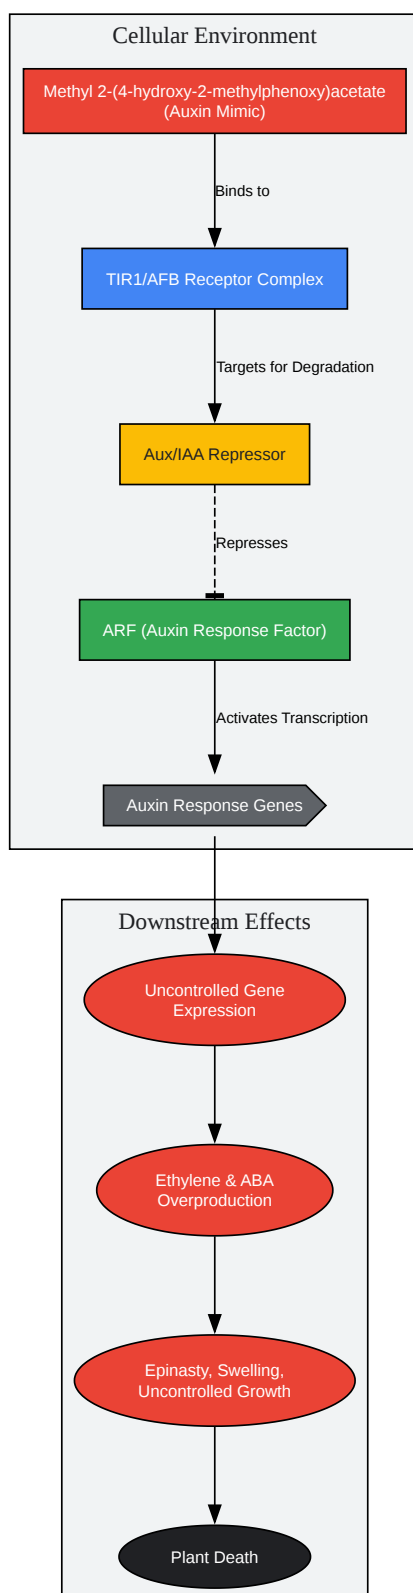 Cellular Environment
Methyl 2-(4-hydroxy-2-methylphenoxy)acetate
(Auxin Mimic)
Binds to
TIR1/AFB Receptor Complex
Targets for Degradation
Aux/IAA Repressor
Represses
ARF (Auxin Response Factor)
Activates Transcription
Auxin Response Genes
Downstream Effects
Uncontrolled Gene
Expression
Ethylene & ABA
Overproduction
Epinasty, Swelling,
Uncontrolled Growth
Plant Death